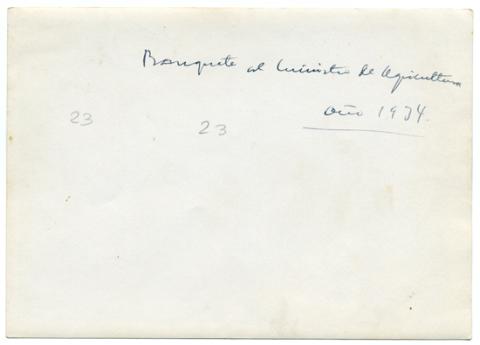 Banquete al Ministro de Agricultura
Año 1934.
23
23